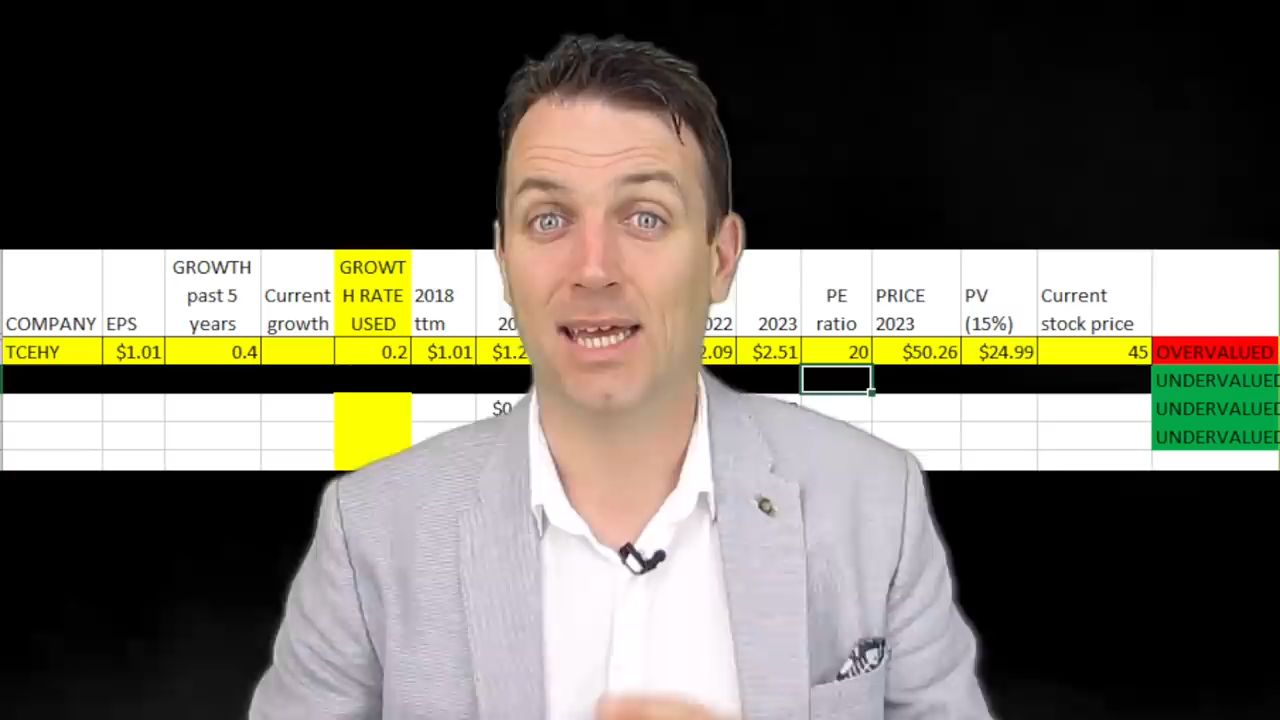 GROWTH GROWT
past 5 Current H RATE 2018 PE PRICE PV Current
COMPANY EPS years growth USED ttm 2023 ratio 2023 (15%) stock price
TCEHY $1.01 0.4 0.2 $1.01 $2.51 20 $50.26 $24.99 45 OVERVALUED
UNDERVALUED
UNDERVALUED
UNDERVALUED